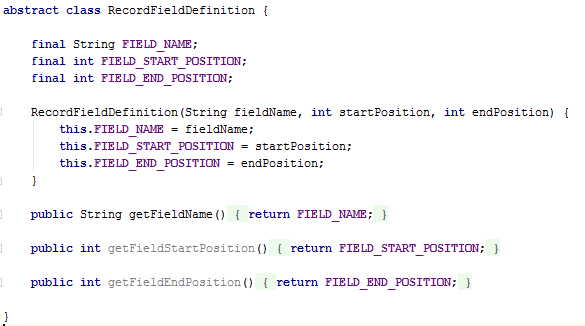 abstract class RecordFieldDefinition {
final String FIELD_NAME;
final int FIELD_START_POSITION;
final int FIELD_END_POSITION;
RecordFieldDefinition(String fieldName, int startPosition, int endPosition) {
this.FIELD_NAME = fieldName;
this.FIELD_START_POSITION = startPosition;
this.FIELD_END_POSITION = endPosition;
}
public String getFieldName() { return FIELD_NAME; }
public int getFieldStartPosition() { return FIELD_START_POSITION; }
public int getFieldEndPosition() { return FIELD_END_POSITION; }
}